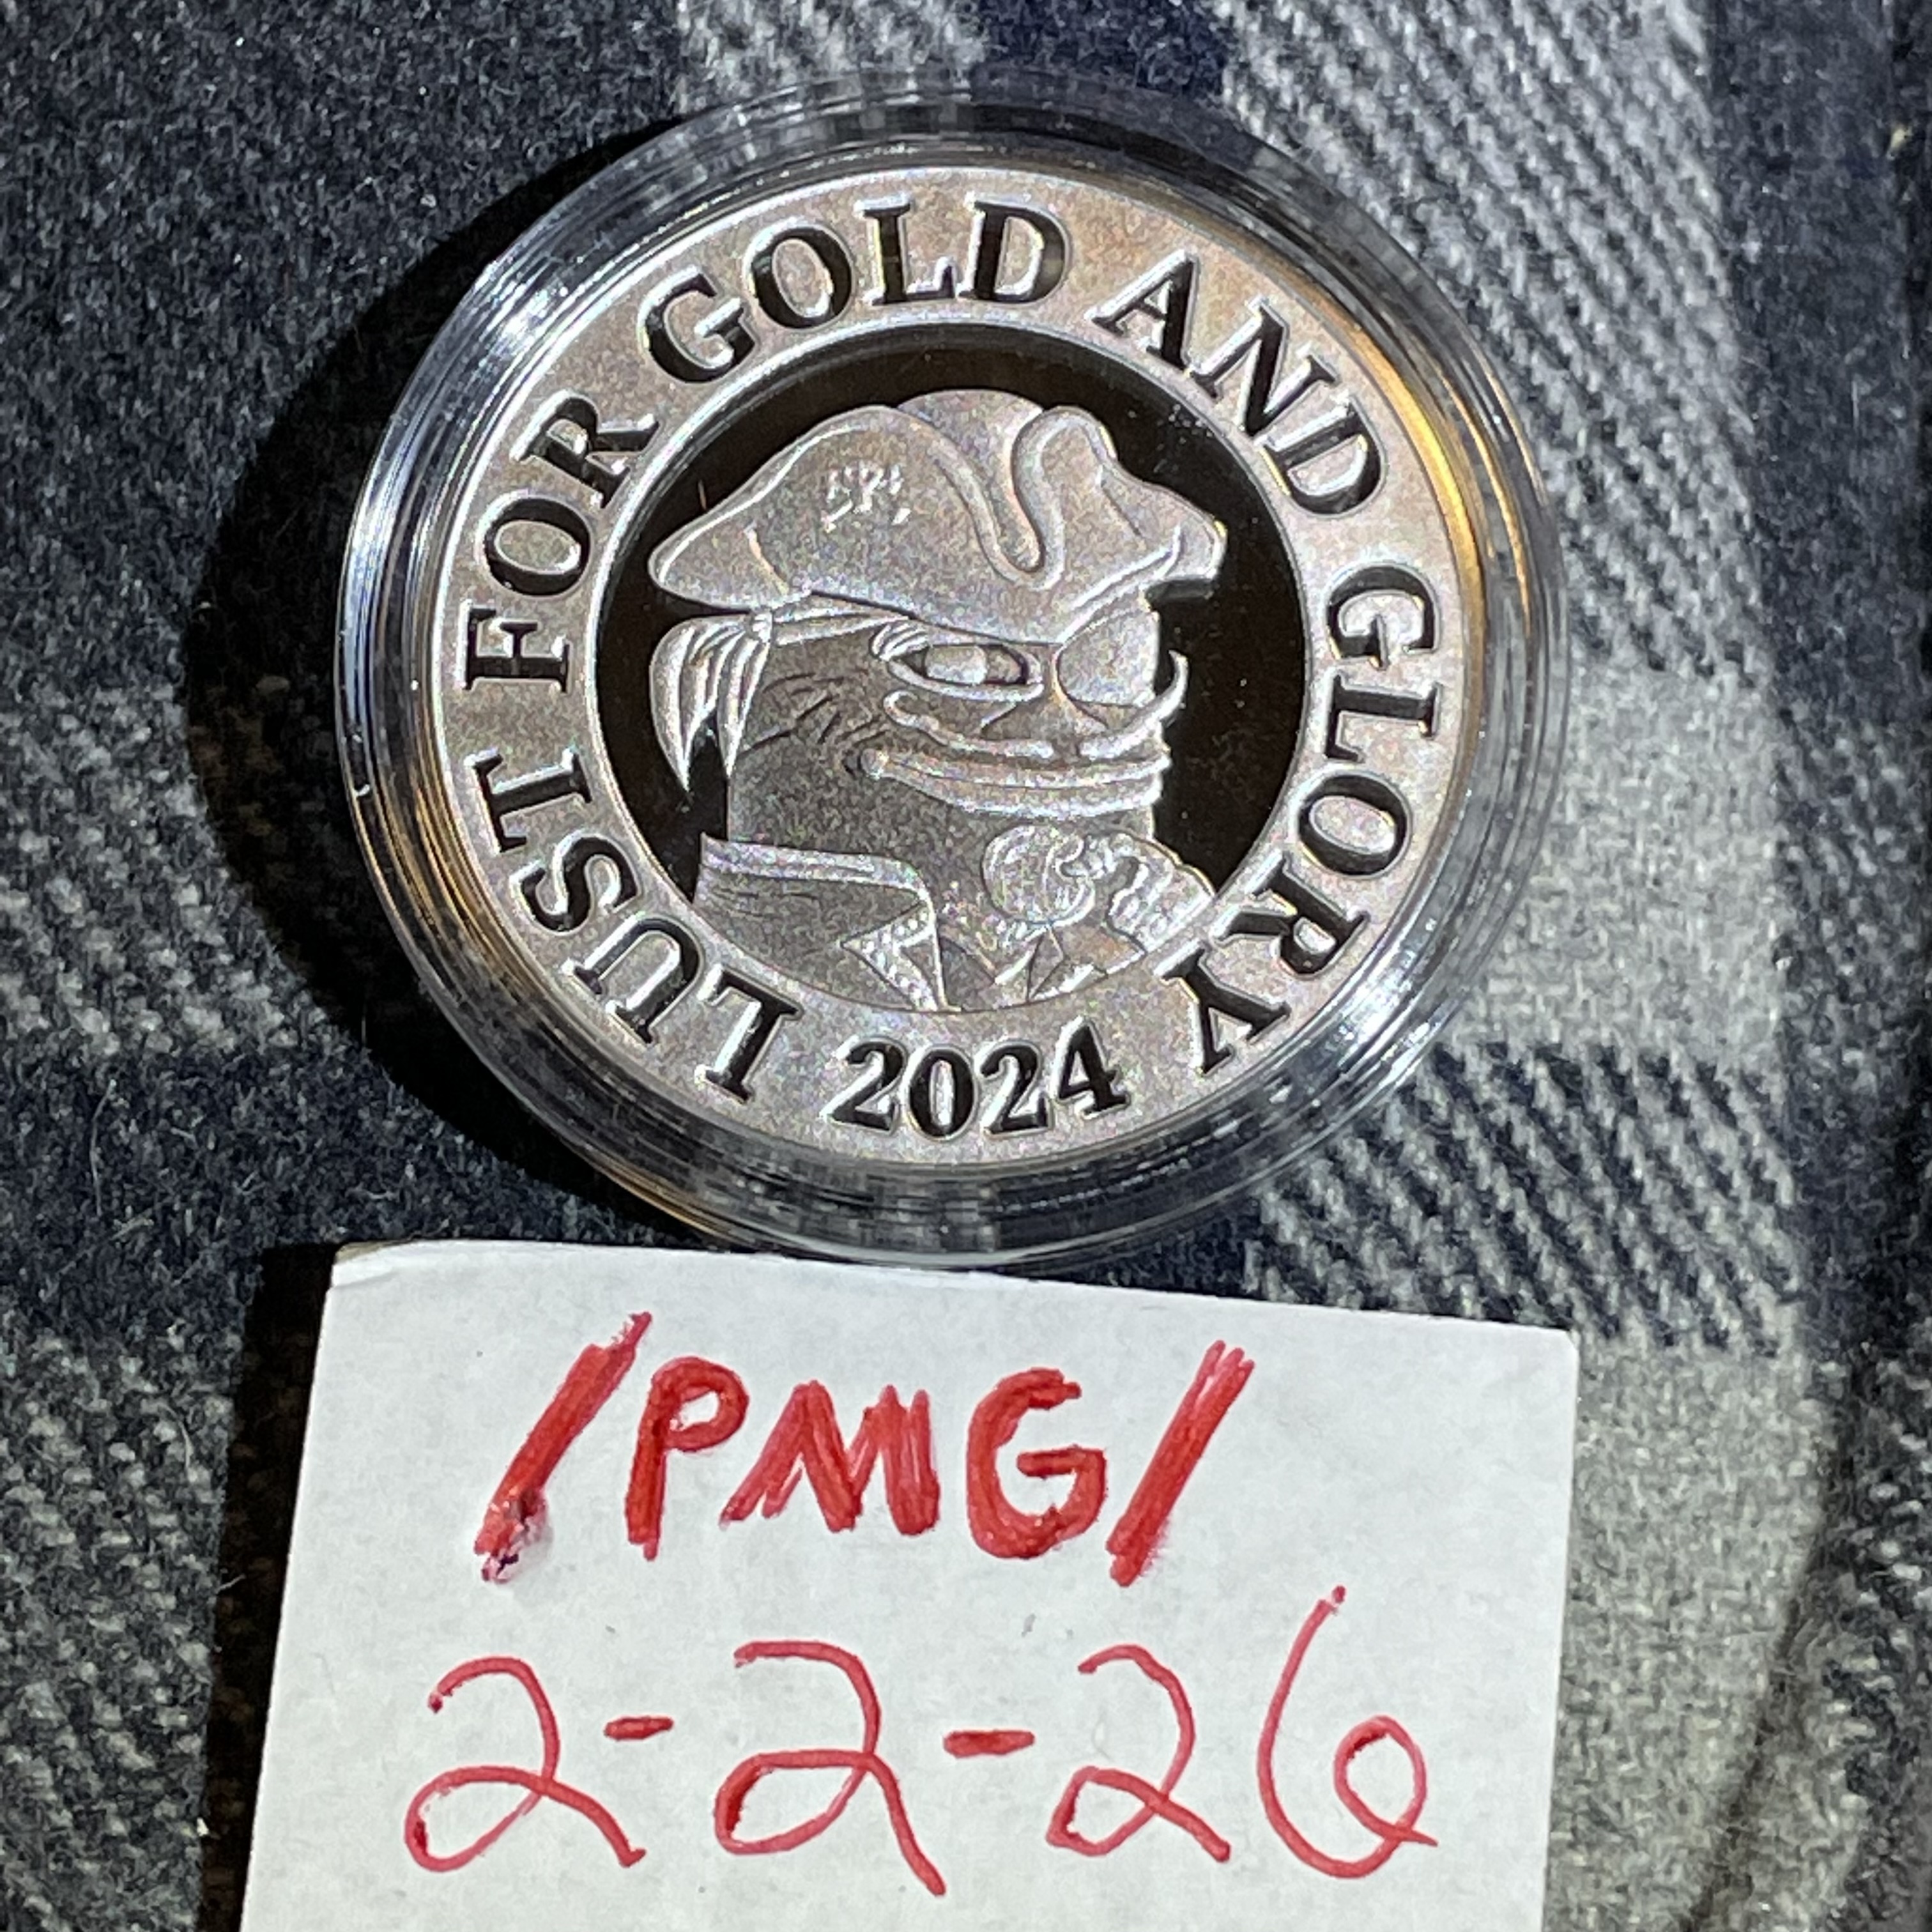 LUST FOR GOLD AND GLORY
2024
/PMG/
2-2-26